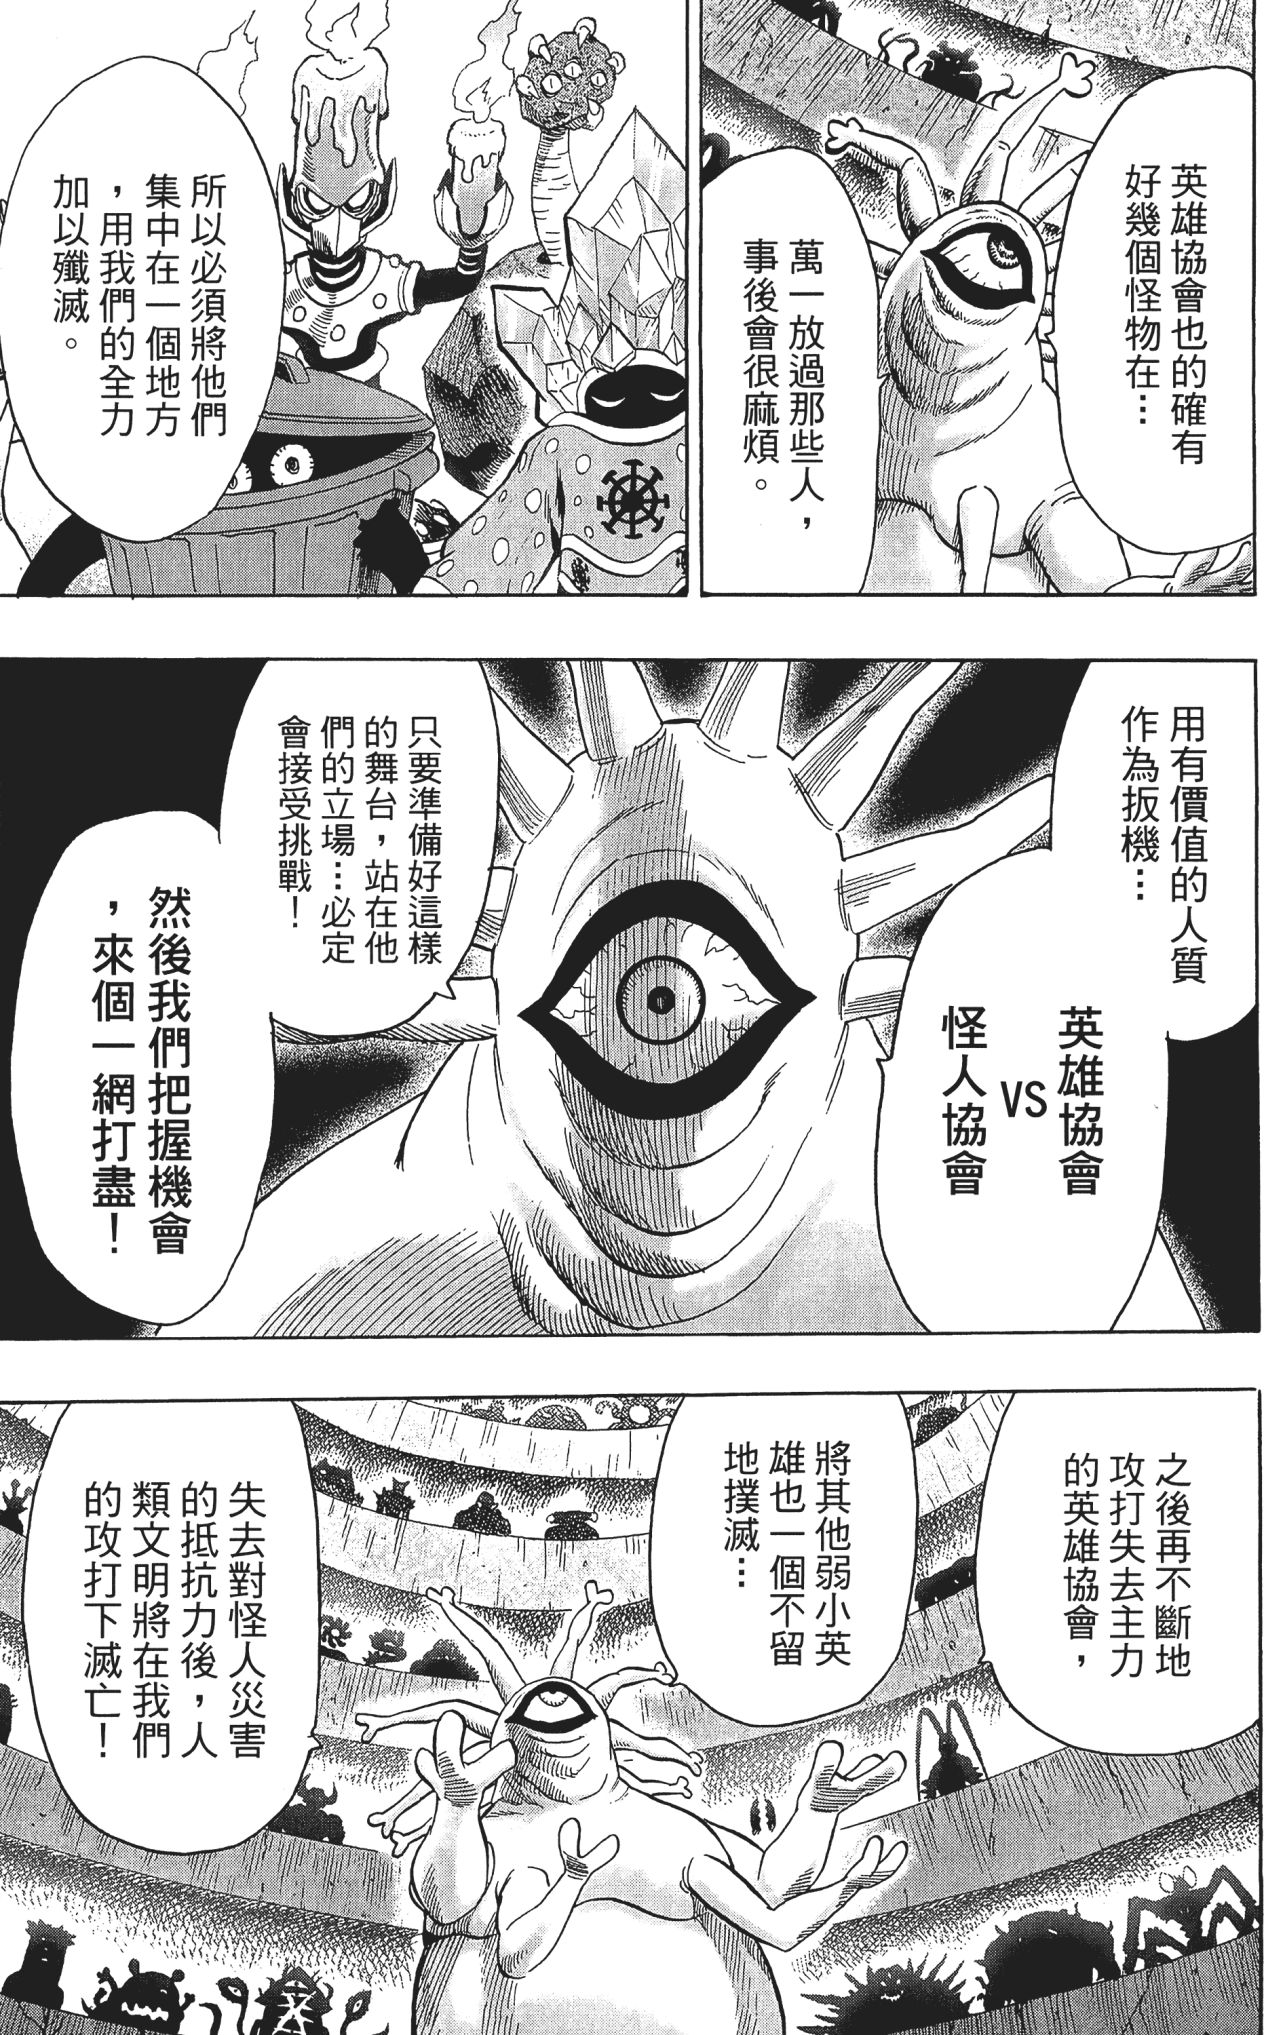 英雄協會也的確有
好幾個怪物在…
萬一放過那些人，
事後會很麻煩。
所以必須將他們
集中在一個地方
，用我們的全力
加以殲滅。
用有價值的人質
作為扳機…
英雄協會
VS
怪人協會
只要準備好這樣
的舞台，站在他
們的立場…必定
會接受挑戰！
然後我們把握機會
，來個一網打盡！
之後再不斷地
攻打失去主力
的英雄協會，
將其他弱小英
雄也一個不留
地撲滅…
失去對怪人災害
的抵抗力後，人
類文明將在我們
的攻打下滅亡！